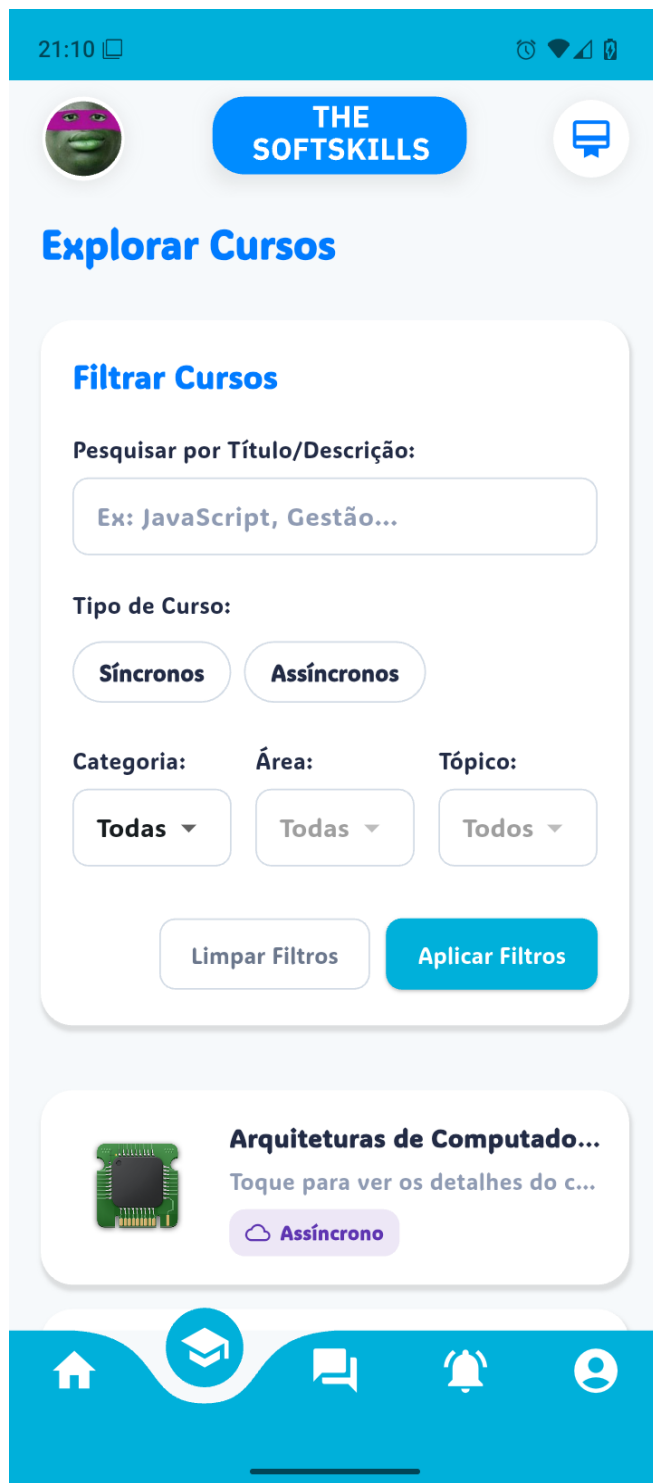 21:10
THE
SOFTSKILLS
Explorar Cursos
Filtrar Cursos
Pesquisar por Título/Descrição:
Ex: JavaScript, Gestão...
Tipo de Curso:
Síncronos Assíncronos
Categoria: Área: Tópico:
Todas Todas Todos
Limpar Filtros Aplicar Filtros
Arquiteturas de Computado...
Toque para ver os detalhes do c...
Assíncrono